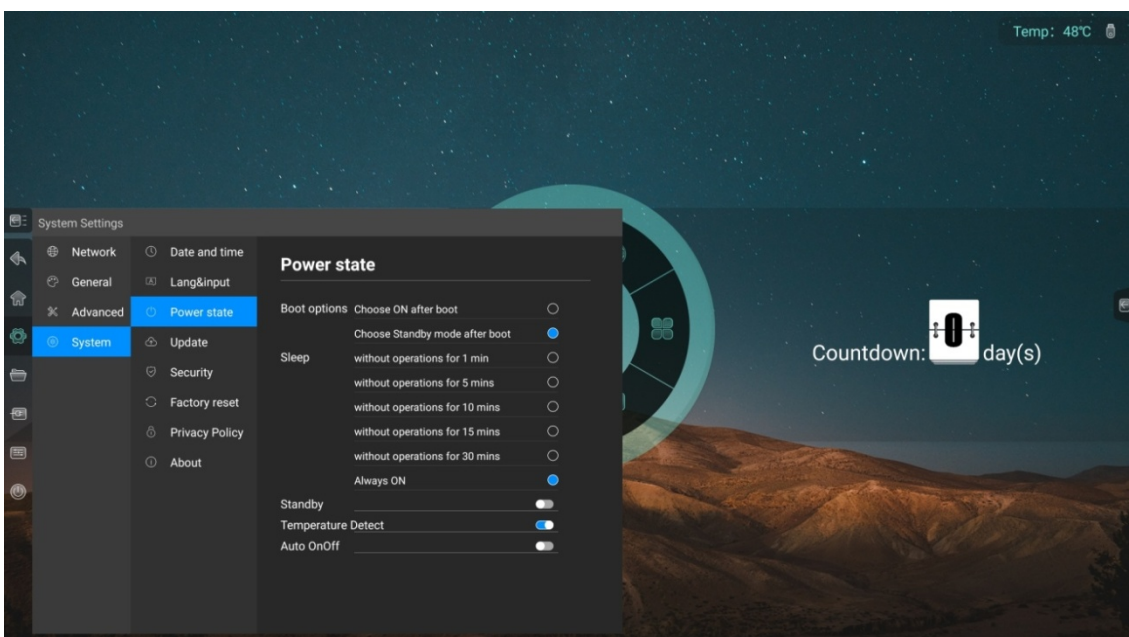 Temp: 48℃
System Settings
Network
General
Advanced
System
Date and time
Lang&input
Power state
Update
Security
Factory reset
Privacy Policy
About
Power state
Boot options Choose ON after boot
Choose Standby mode after boot
Sleep without operations for 1 min
without operations for 5 mins
without operations for 10 mins
without operations for 15 mins
without operations for 30 mins
Always ON
Standby
Temperature Detect
Auto OnOff
Countdown: 0 day(s)